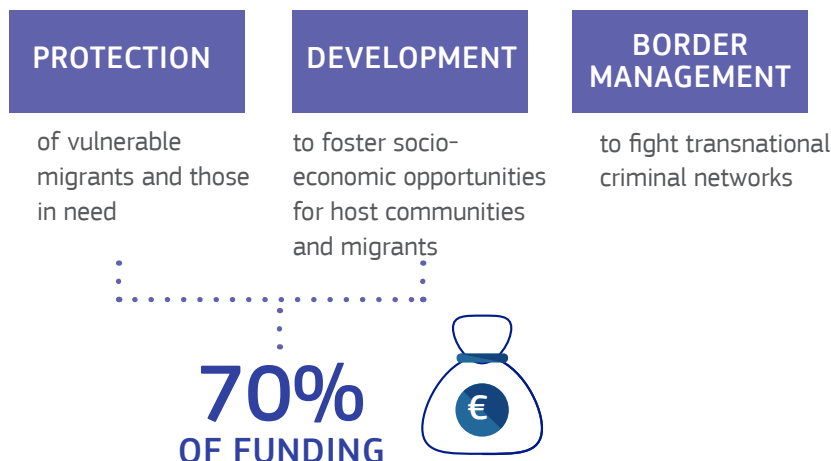 PROTECTION
of vulnerable
migrants and those
in need
DEVELOPMENT
to foster socio-
economic opportunities
for host communities
and migrants
BORDER
MANAGEMENT
to fight transnational
criminal networks
70%
OF FUNDING
€